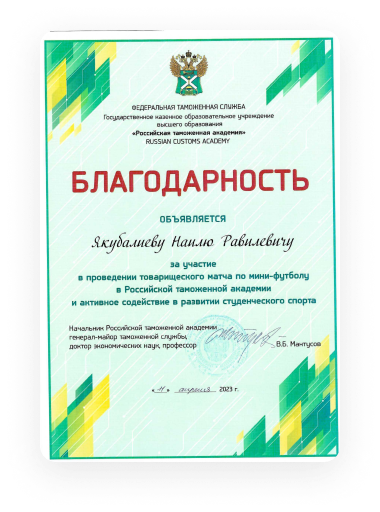 ФЕДЕРАЛЬНАЯ ТАМОЖЕННАЯ СЛУЖБА
Государственное казенное образовательное учреждение
высшего образования
«Российская таможенная академия»
RUSSIAN CUSTOMS ACADEMY
БЛАГОДАРНОСТЬ
ОБЪЯВЛЯЕТСЯ
Якубалиеву Наилю Равилевичу
за участие
в проведении товарищеского матча по мини-футболу
в Российской таможенной академии
и активное содействие в развитии студенческого спорта
Начальник Российской таможенной академии
генерал-майор таможенной службы,
доктор экономических наук, профессор
В.Б. Мантусов
«11» апреля 2023 г.